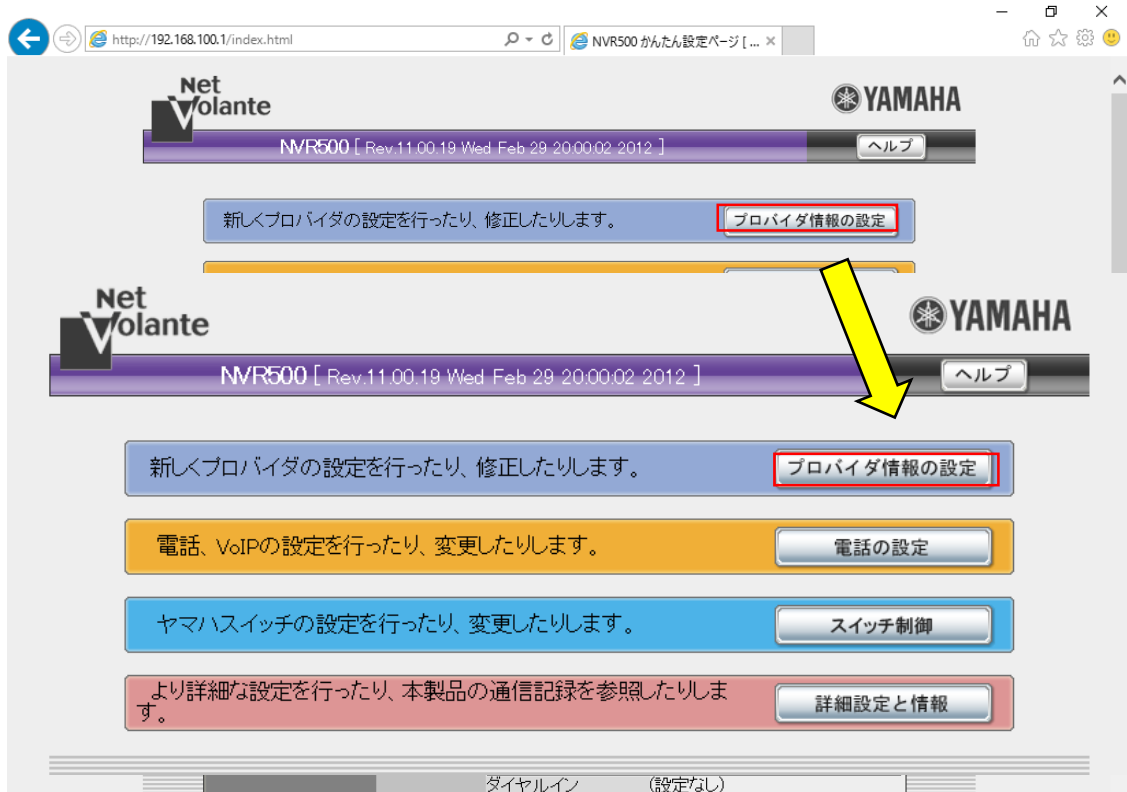 http://192.168.100.1/index.html
NVR500 かんたん設定ページ [ ...
Net
Volante
YAMAHA
NVR500 [ Rev.11.00.19 Wed Feb 29 20:00:02 2012 ]
ヘルプ
新しくプロバイダの設定を行ったり、修正したりします。
プロバイダ情報の設定
Net
Volante
YAMAHA
NVR500 [ Rev.11.00.19 Wed Feb 29 20:00:02 2012 ]
ヘルプ
新しくプロバイダの設定を行ったり、修正したりします。
プロバイダ情報の設定
電話、VoIPの設定を行ったり、変更したりします。
電話の設定
ヤマハスイッチの設定を行ったり、変更したりします。
スイッチ制御
より詳細な設定を行ったり、本製品の通信記録を参照したりしま
す。
詳細設定と情報
ダイヤルイン (設定なし)